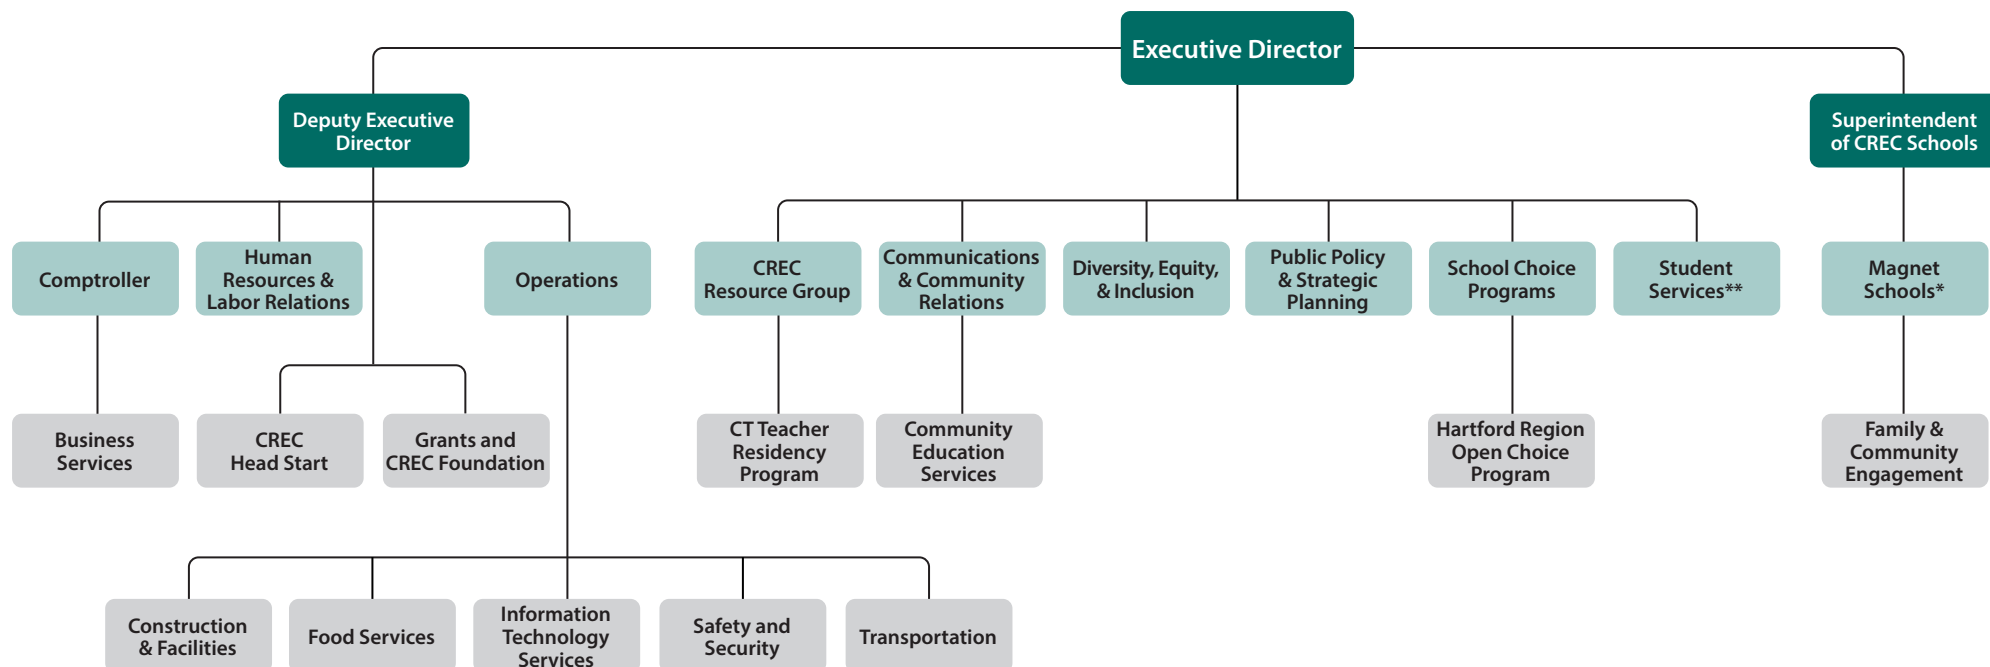 Executive Director
Deputy Executive
Director
Superintendent
of CREC Schools
Comptroller
Human
Resources &
Labor Relations
Operations
CREC
Resource Group
Communications
& Community
Relations
Diversity, Equity,
& Inclusion
Public Policy
& Strategic
Planning
School Choice
Programs
Student
Services**
Magnet
Schools*
Business
Services
CREC
Head Start
Grants and
CREC Foundation
CT Teacher
Residency
Program
Community
Education
Services
Hartford Region
Open Choice
Program
Family &
Community
Engagement
Construction
& Facilities
Food Services
Information
Technology
Services
Safety and
Security
Transportation